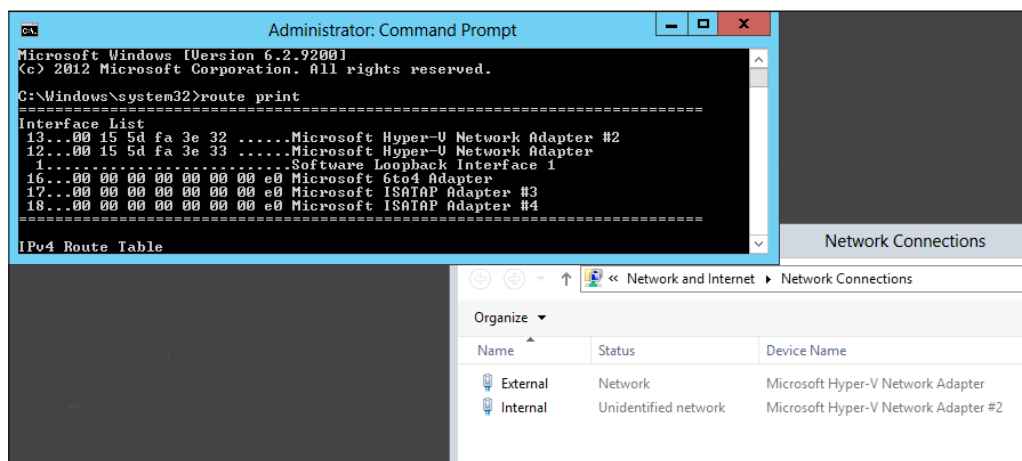 Administrator: Command Prompt
Microsoft Windows [Version 6.2.9200]
(c) 2012 Microsoft Corporation. All rights reserved.
C:\Windows\system32>route print
===========================================================================
Interface List
13...00 15 5d fa 3e 32 ......Microsoft Hyper-V Network Adapter #2
12...00 15 5d fa 3e 33 ......Microsoft Hyper-V Network Adapter
1...........................Software Loopback Interface 1
16...00 00 00 00 00 00 00 e0 Microsoft 6to4 Adapter
17...00 00 00 00 00 00 00 e0 Microsoft ISATAP Adapter #3
18...00 00 00 00 00 00 00 e0 Microsoft ISATAP Adapter #4
===========================================================================
IPv4 Route Table
Network Connections
« Network and Internet ▸ Network Connections
Organize
Name Status Device Name
External Network Microsoft Hyper-V Network Adapter
Internal Unidentified network Microsoft Hyper-V Network Adapter #2